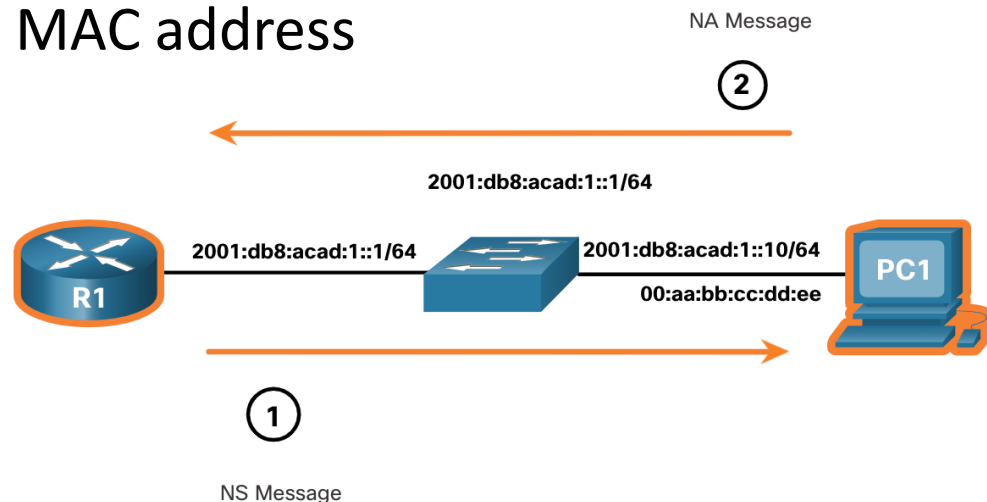 MAC address
NA Message
2
2001:db8:acad:1::1/64
2001:db8:acad:1::1/64
2001:db8:acad:1::10/64
R1
PC1
00:aa:bb:cc:dd:ee
1
NS Message